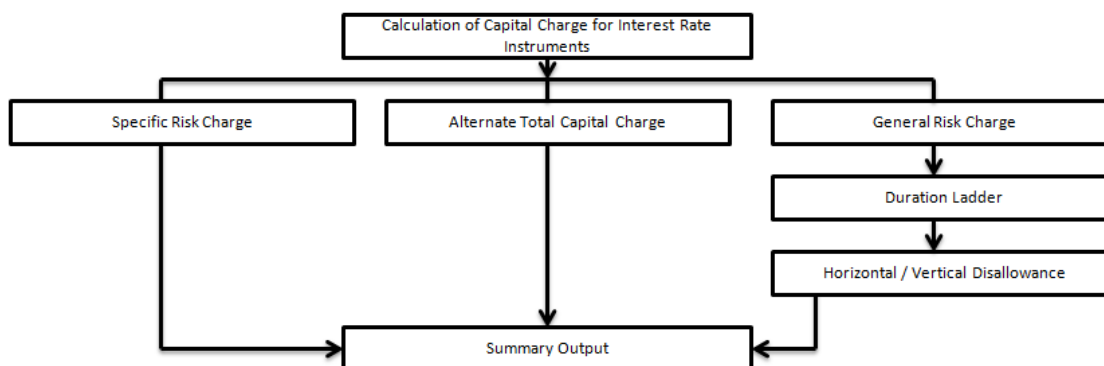 Calculation of Capital Charge for Interest Rate
Instruments
Specific Risk Charge
Alternate Total Capital Charge
General Risk Charge
Duration Ladder
Horizontal / Vertical Disallowance
Summary Output